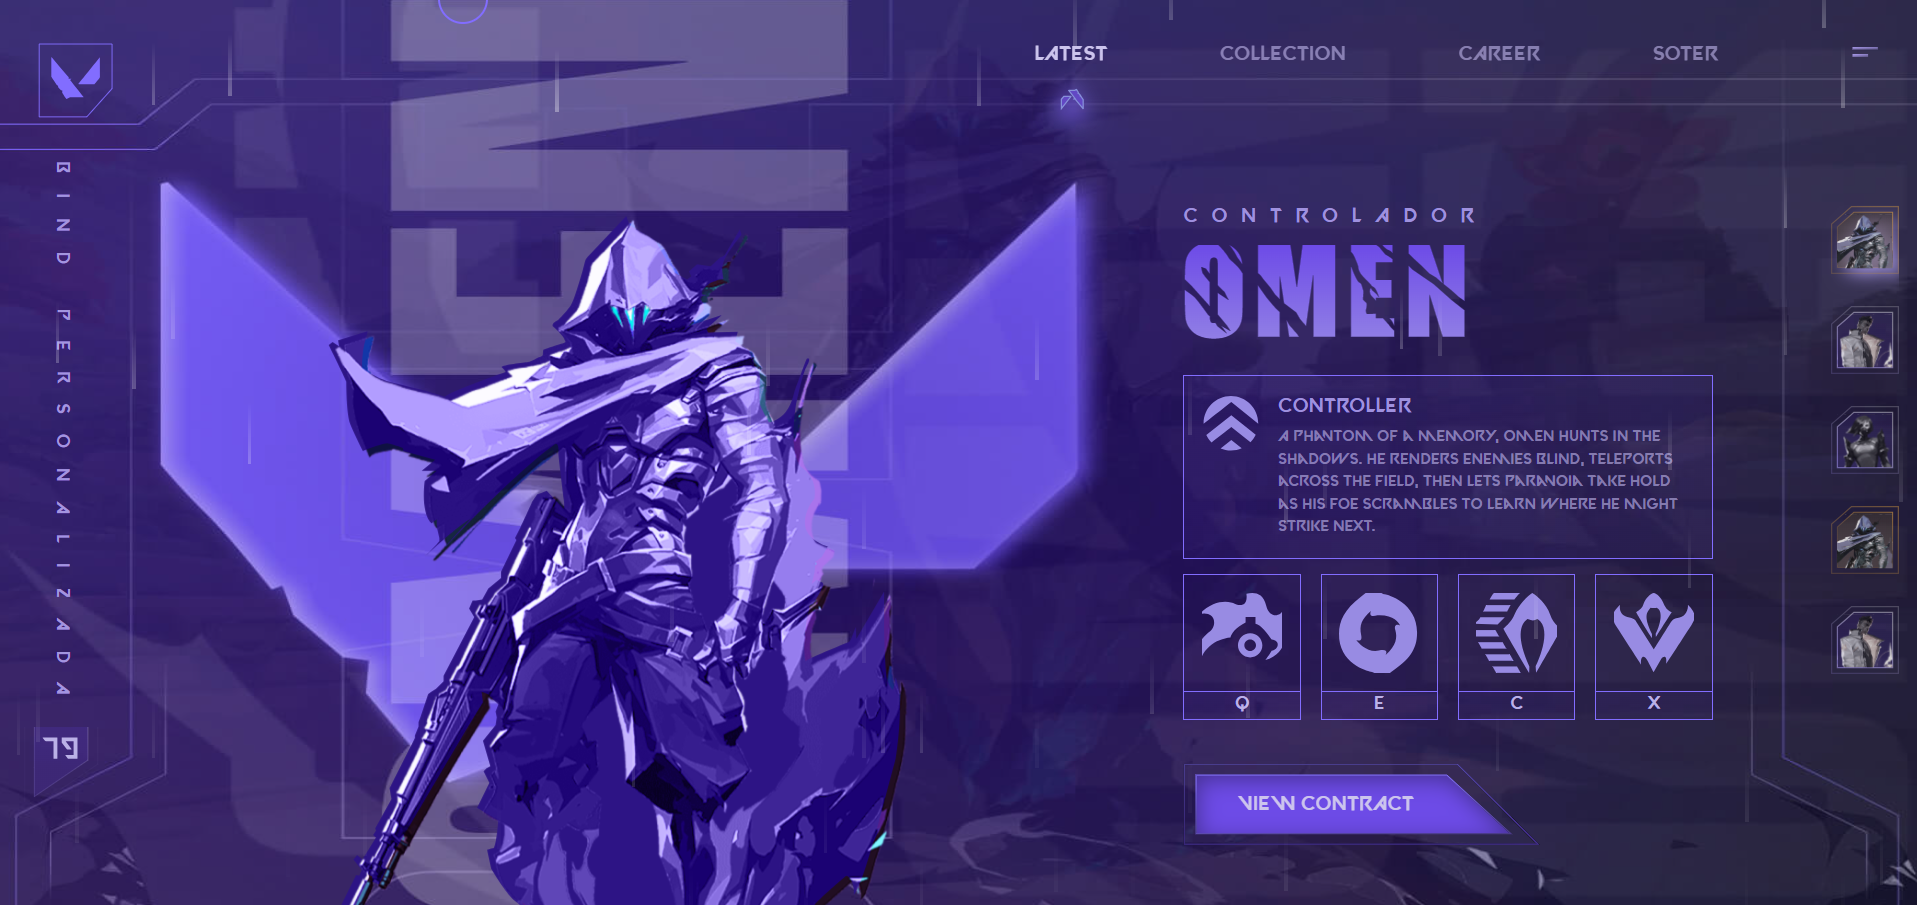 LATEST
COLLECTION
CAREER
SOTER
BIND PERSONALIZADA
CONTROLADOR
OMEN
CONTROLLER
A PHANTOM OF A MEMORY, OMEN HUNTS IN THE
SHADOWS. HE RENDERS ENEMIES BLIND, TELEPORTS
ACROSS THE FIELD, THEN LETS PARANOIA TAKE HOLD
AS HIS FOE SCRAMBLES TO LEARN WHERE HE MIGHT
STRIKE NEXT.
Q
E
C
X
VIEW CONTRACT